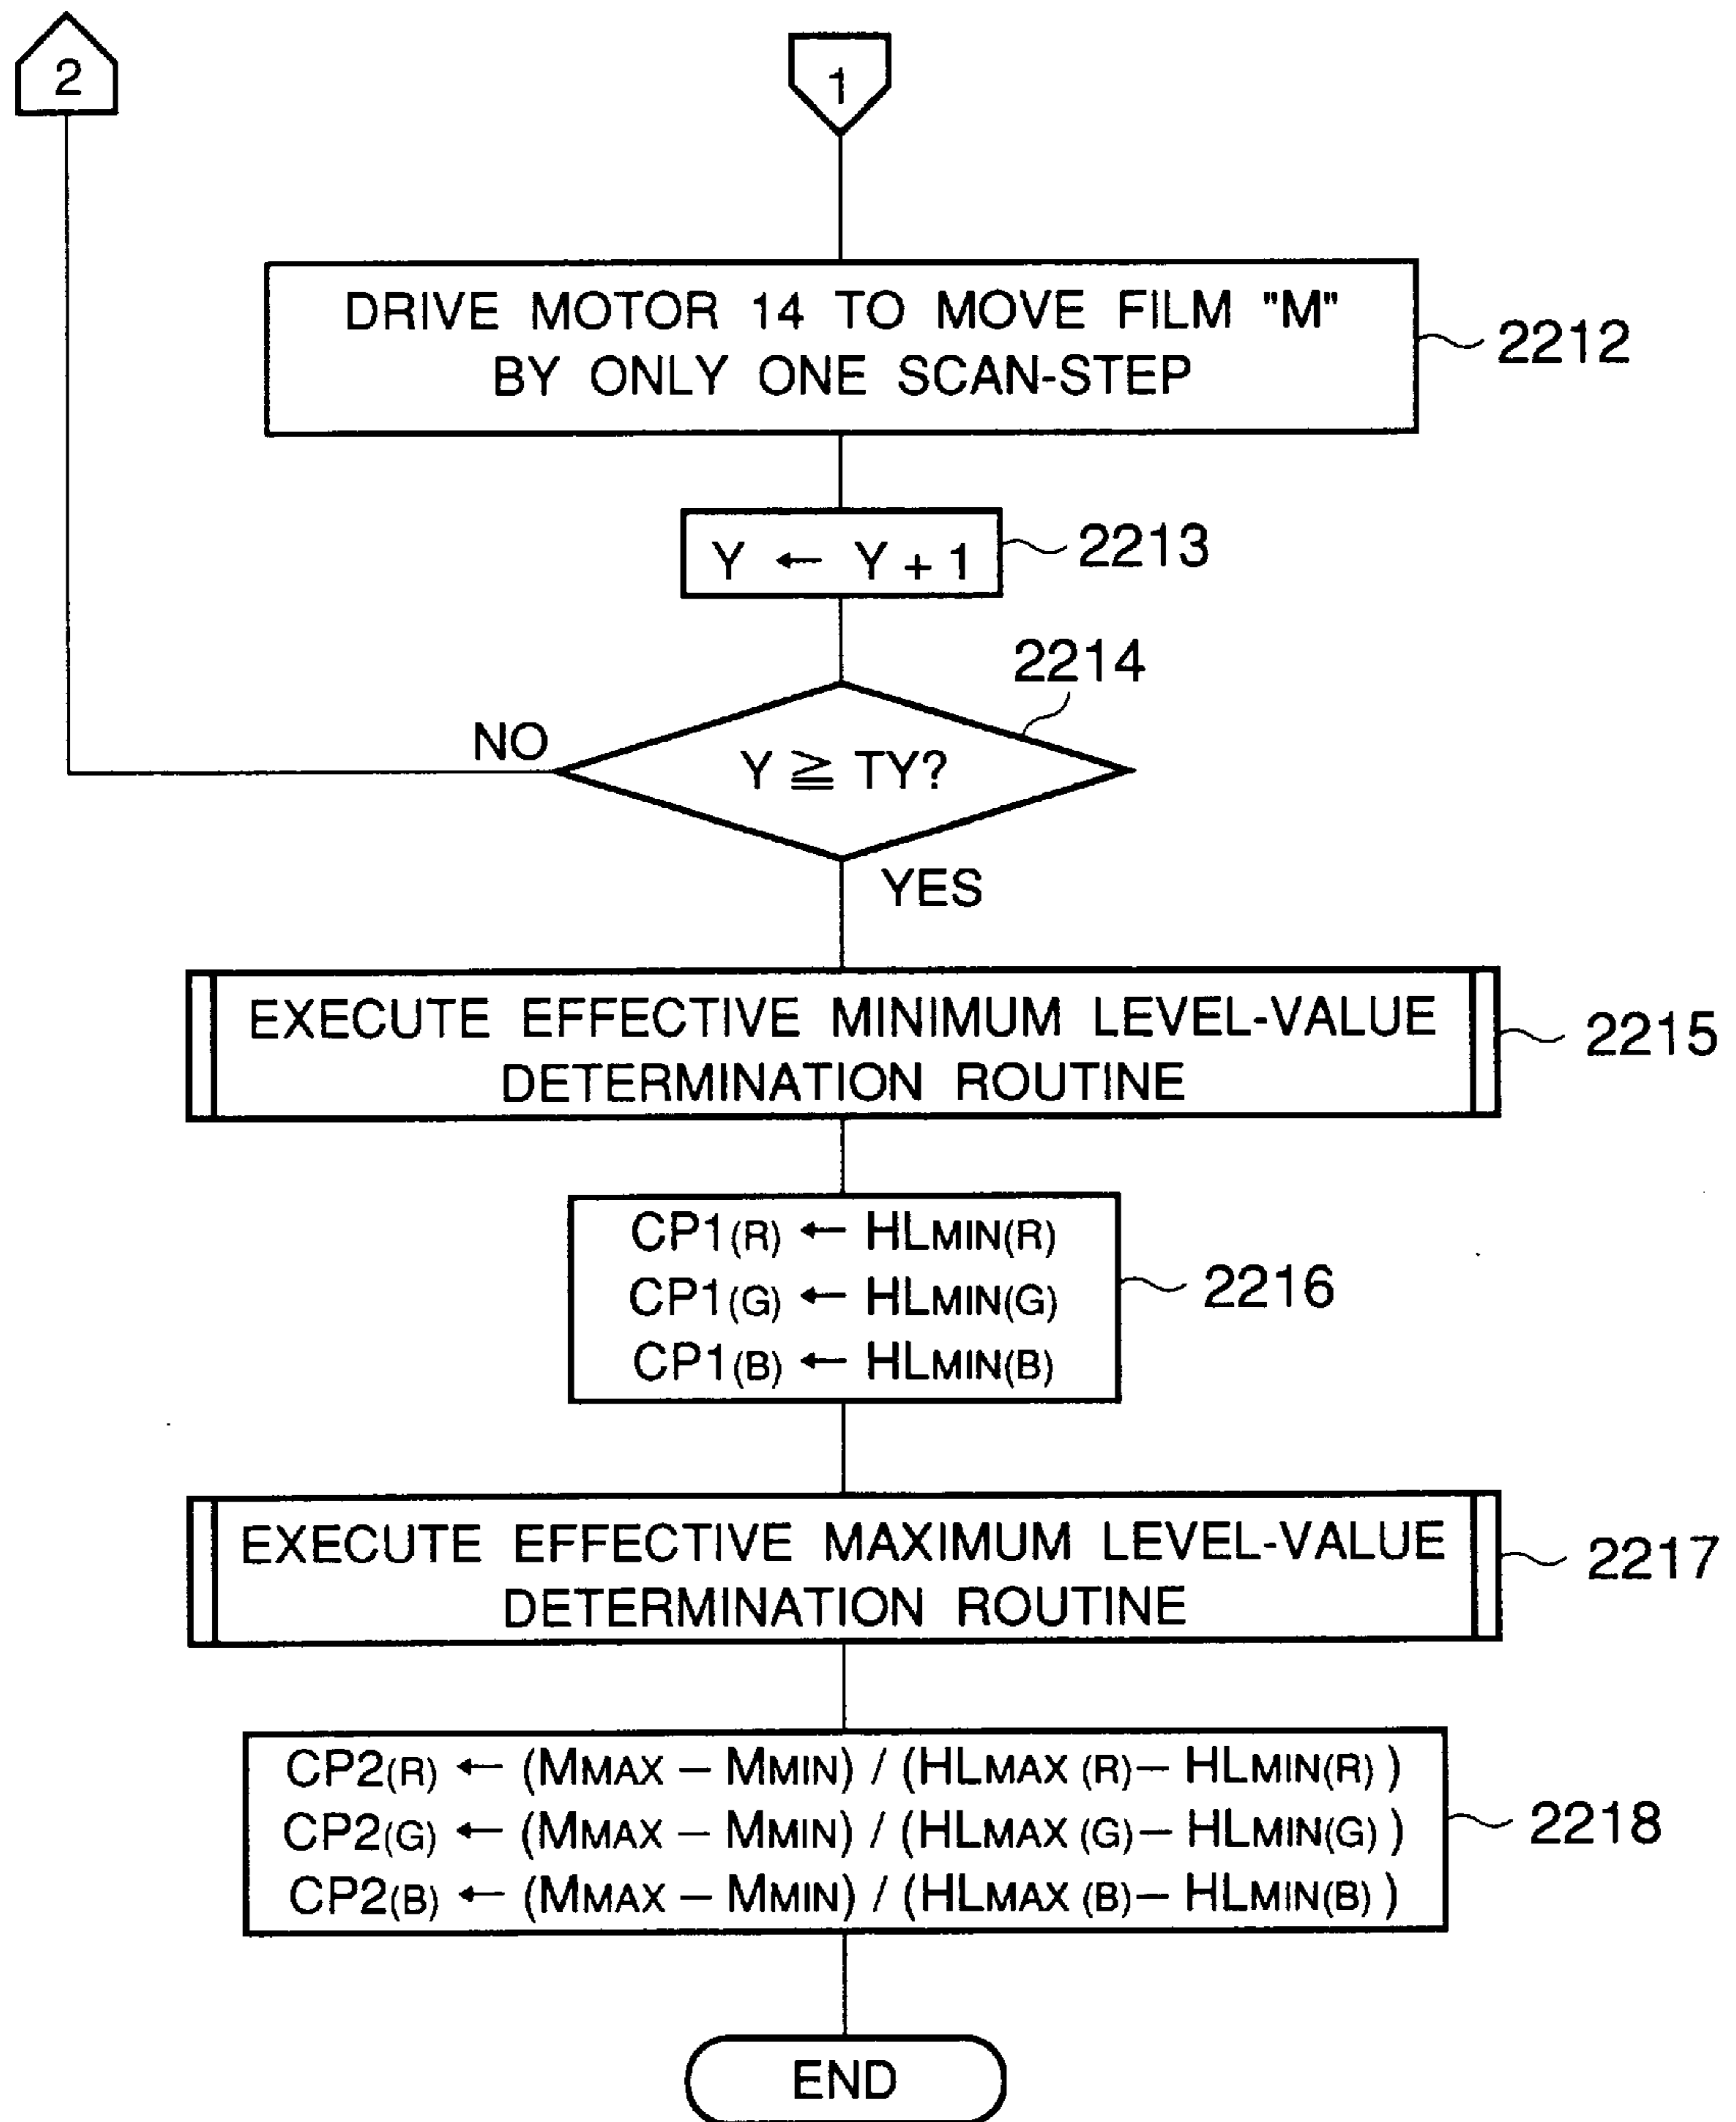 2
1
DRIVE MOTOR 14 TO MOVE FILM "M"
BY ONLY ONE SCAN-STEP
2212
Y ← Y + 1
2213
2214
NO
Y ≧ TY?
YES
EXECUTE EFFECTIVE MINIMUM LEVEL-VALUE
DETERMINATION ROUTINE
2215
CP1(R) ← HLMIN(R)
CP1(G) ← HLMIN(G)
CP1(B) ← HLMIN(B)
2216
EXECUTE EFFECTIVE MAXIMUM LEVEL-VALUE
DETERMINATION ROUTINE
2217
CP2(R) ← (MMAX – MMIN) / (HLMAX (R) – HLMIN(R) )
CP2(G) ← (MMAX – MMIN) / (HLMAX (G) – HLMIN(G) )
CP2(B) ← (MMAX – MMIN) / (HLMAX (B) – HLMIN(B) )
2218
END